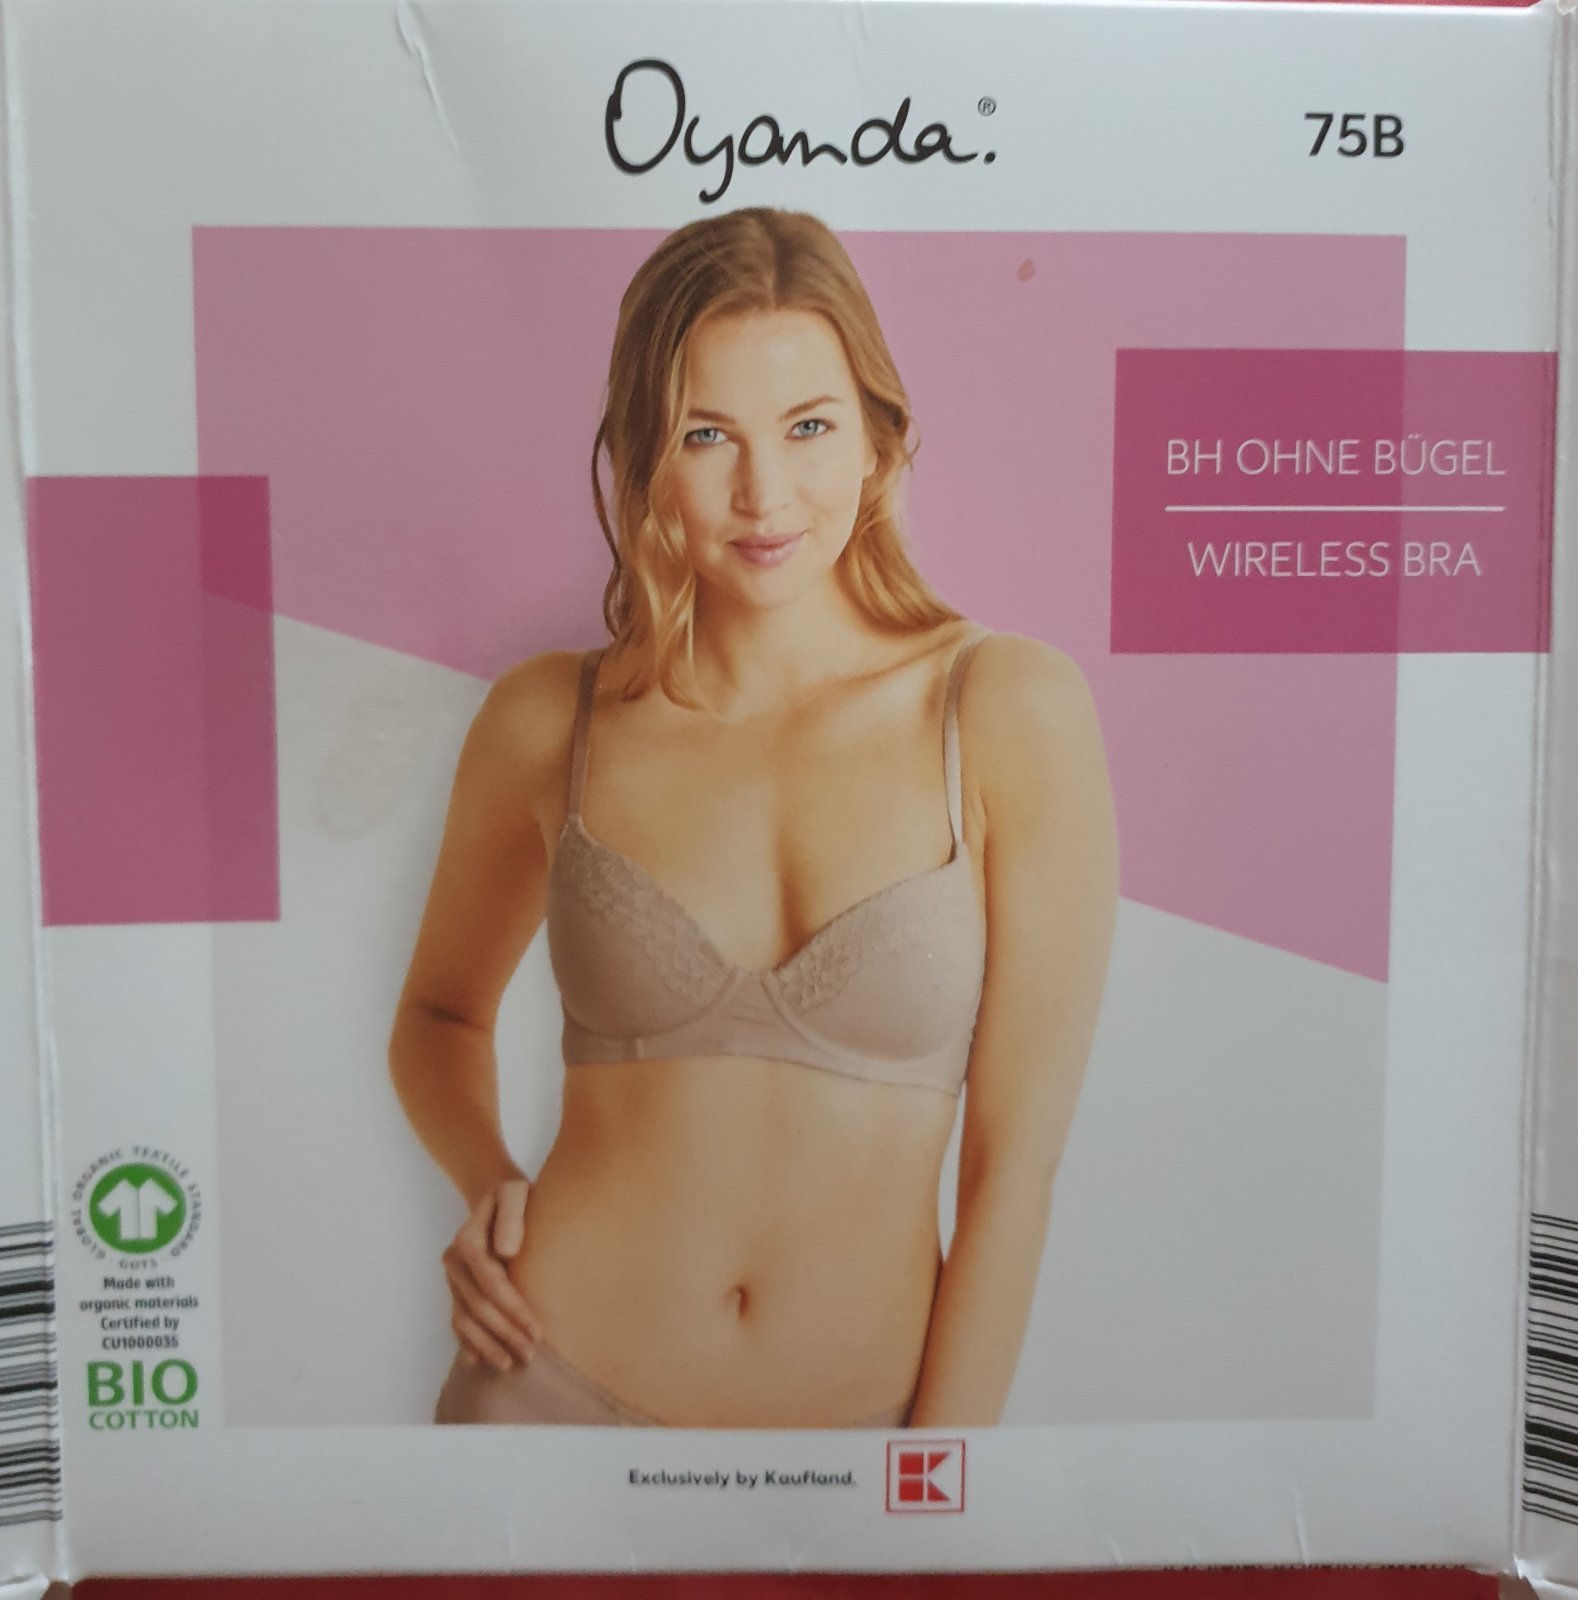 Oyanda.®
75B
BH OHNE BÜGEL
WIRELESS BRA
GLOBAL ORGANIC TEXTILE STANDARD
· GOTS ·
Made with
organic materials
Certified by
CU1000035
BIO
COTTON
Exclusively by Kaufland.
K